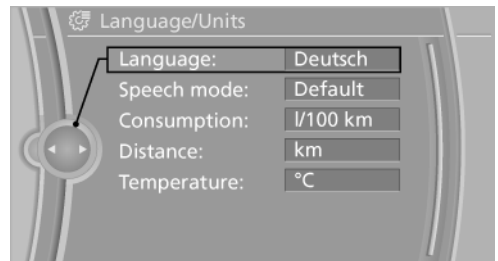 Language/Units
Language: Deutsch
Speech mode: Default
Consumption: l/100 km
Distance: km
Temperature: °C